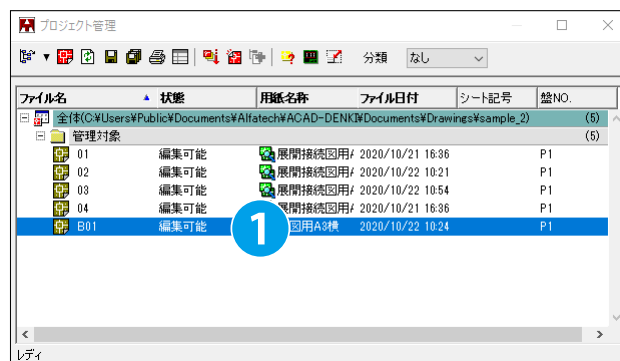 プロジェクト管理
分類 なし
ファイル名 状態 用紙名称 ファイル日付 シート記号 盤NO.
全体(C:¥Users¥Public¥Documents¥Alfatech¥ACAD-DENKI¥Documents¥Drawings¥sample_2) (5)
管理対象 (5)
01 編集可能 展開接続図用A 2020/10/21 16:36 P1
02 編集可能 展開接続図用A 2020/10/22 10:21 P1
03 編集可能 展開接続図用A 2020/10/22 10:54 P1
04 編集可能 展開接続図用A 2020/10/21 16:36 P1
B01 編集可能 1 図用A3横 2020/10/22 10:24 P1
レディ